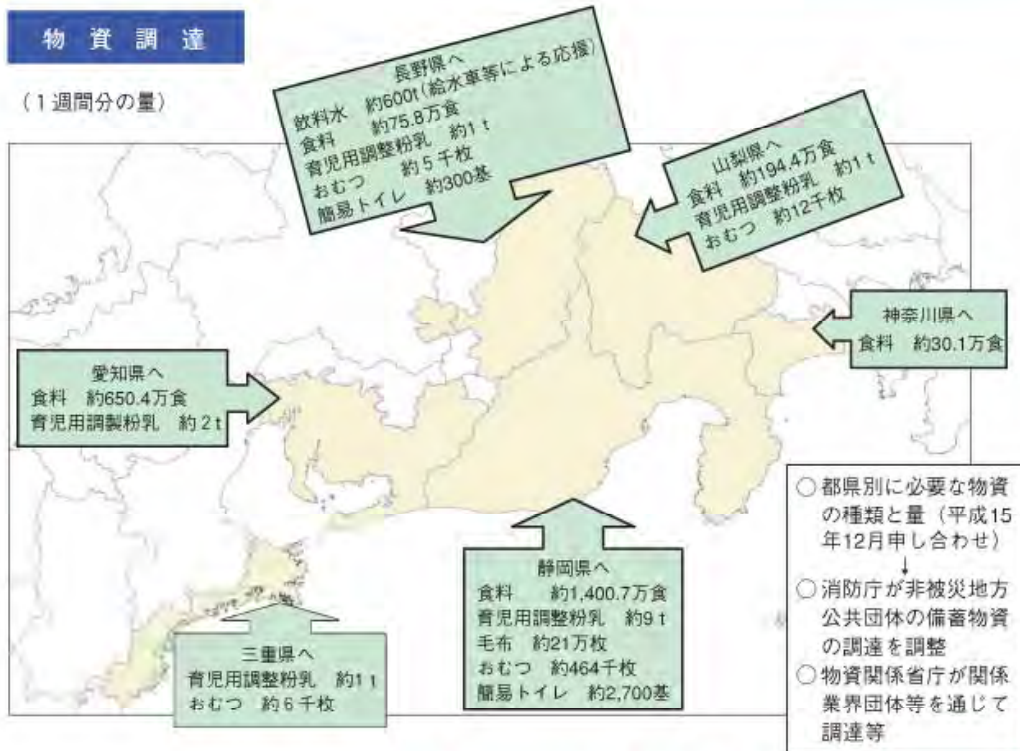 物資調達
（１週間分の量）
長野県へ
飲料水　約600t（給水車等による応援）
食料　約75.8万食
育児用調整粉乳　約1 t
おむつ　約５千枚
簡易トイレ　約300基
山梨県へ
食料　約194.4万食
育児用調整粉乳　約1 t
おむつ　約12千枚
神奈川県へ
食料　約30.1万食
愛知県へ
食料　約650.4万食
育児用調製粉乳　約２t
静岡県へ
食料　約1,400.7万食
育児用調整粉乳　約9 t
毛布　約21万枚
おむつ　約464千枚
簡易トイレ　約2,700基
三重県へ
育児用調整粉乳　約1 t
おむつ　約６千枚
○都県別に必要な物資
の種類と量（平成15
年12月申し合わせ）
↓
○消防庁が非被災地方
公共団体の備蓄物資
の調達を調整
○物資関係省庁が関係
業界団体等を通じて
調達等